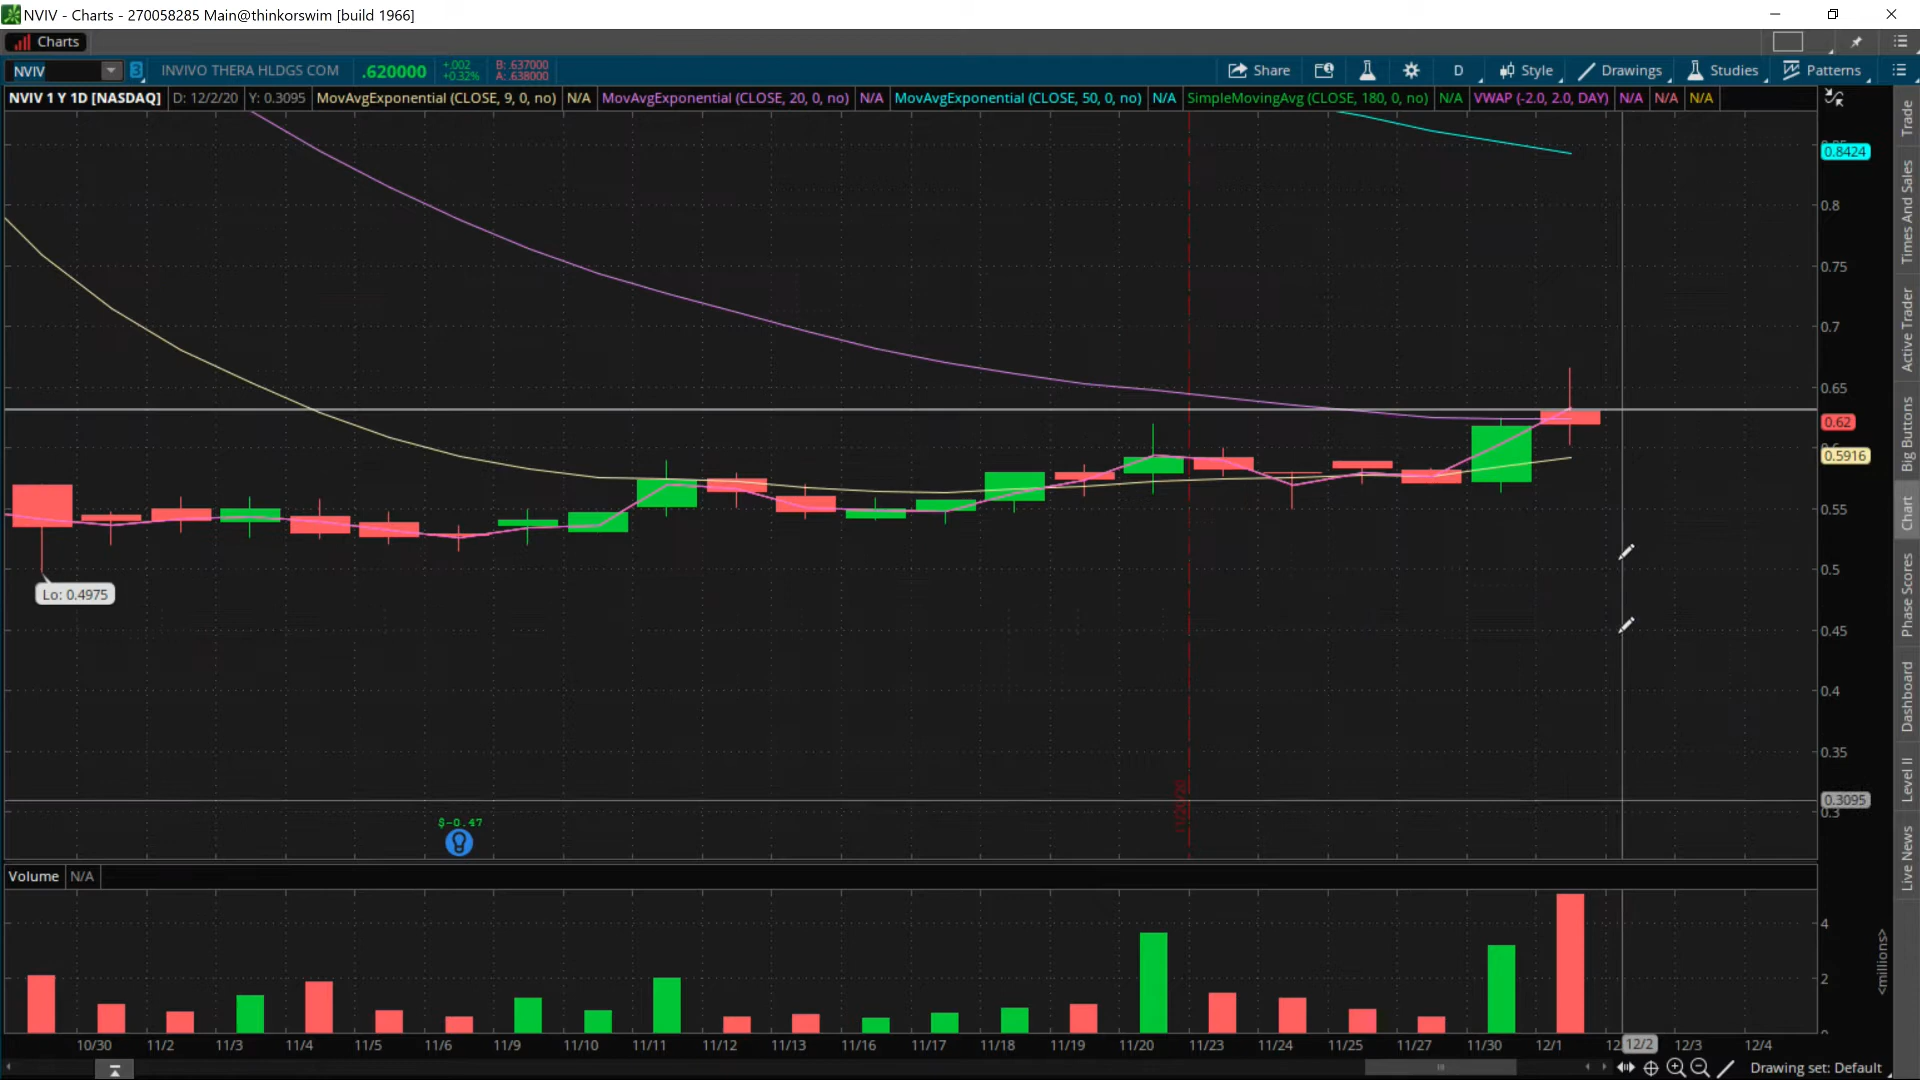 NVIV - Charts - 270058285 Main@thinkorswim [build 1966]
Charts
NVIV 3 INVIVO THERA HLDGS COM .620000 +.002 +0.32% B: .637000 A: .638000 Share D Style Drawings Studies Patterns
NVIV 1 Y 1D [NASDAQ] D: 12/2/20 Y: 0.3095 MovAvgExponential (CLOSE, 9, 0, no) N/A MovAvgExponential (CLOSE, 20, 0, no) N/A MovAvgExponential (CLOSE, 50, 0, no) N/A SimpleMovingAvg (CLOSE, 180, 0, no) N/A VWAP (-2.0, 2.0, DAY) N/A N/A N/A
0.8424
0.8
0.75
0.7
0.65
0.62
0.5916
0.55
0.5
0.45
0.4
0.35
0.3095
0.3
Lo: 0.4975
$-0.47
Trade
Times And Sales
Active Trader
Big Buttons
Chart
Phase Scores
Dashboard
Level II
Live News
Volume N/A
4
2
<millions>
10/30 11/2 11/3 11/4 11/5 11/6 11/9 11/10 11/11 11/12 11/13 11/16 11/17 11/18 11/19 11/20 11/23 11/24 11/25 11/27 11/30 12/1 12/2 12/3 12/4
Drawing set: Default